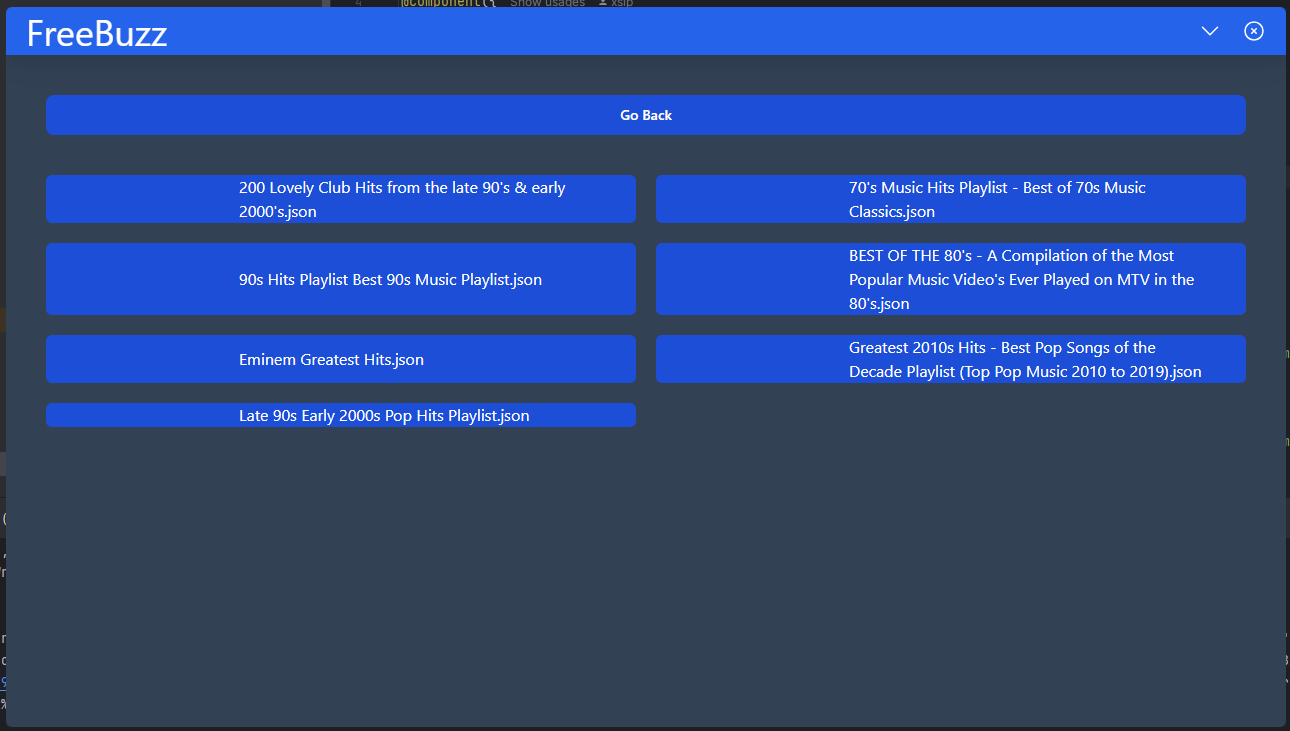 @Component({ Show usages xsip
FreeBuzz
Go Back
200 Lovely Club Hits from the late 90's & early
2000's.json
70's Music Hits Playlist - Best of 70s Music
Classics.json
90s Hits Playlist Best 90s Music Playlist.json
BEST OF THE 80's - A Compilation of the Most
Popular Music Video's Ever Played on MTV in the
80's.json
Eminem Greatest Hits.json
Greatest 2010s Hits - Best Pop Songs of the
Decade Playlist (Top Pop Music 2010 to 2019).json
Late 90s Early 2000s Pop Hits Playlist.json